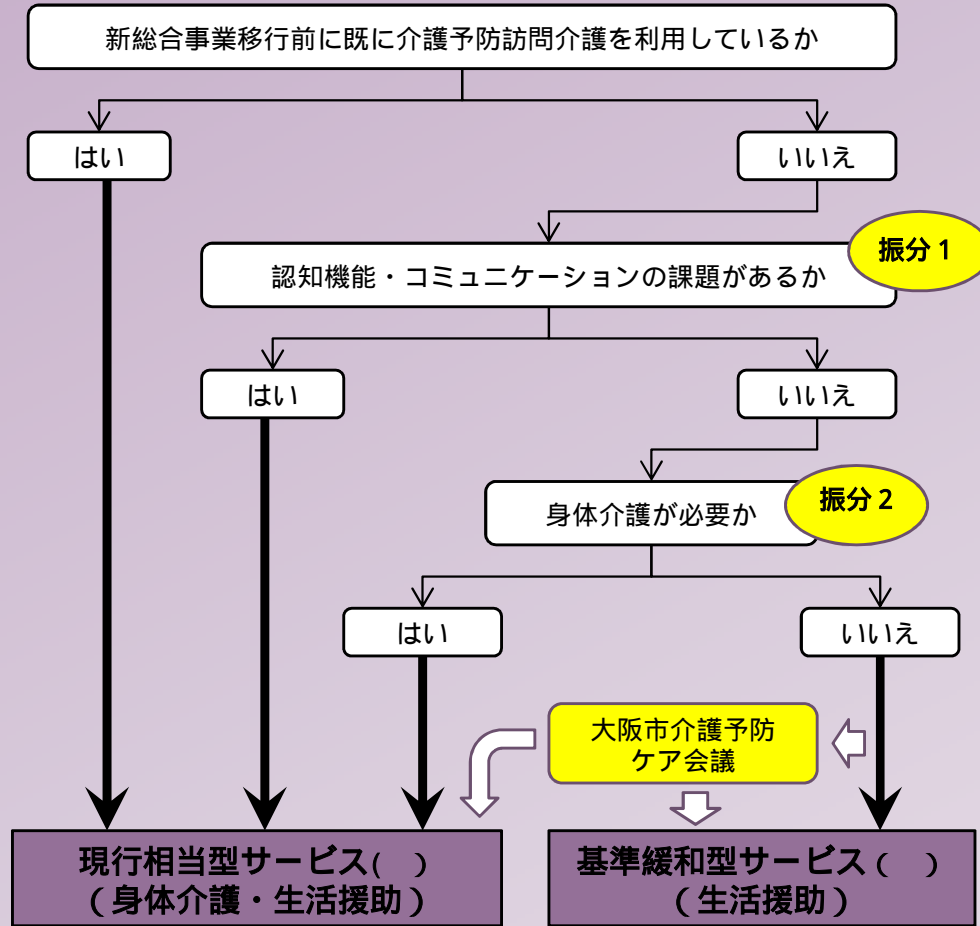 新総合事業移行前に既に介護予防訪問介護を利用しているか
はい
いいえ
振分１
認知機能・コミュニケーションの課題があるか
はい
いいえ
振分２
身体介護が必要か
はい
いいえ
大阪市介護予防
ケア会議
現行相当型サービス(　)
（身体介護・生活援助）
基準緩和型サービス（　）
（生活援助）